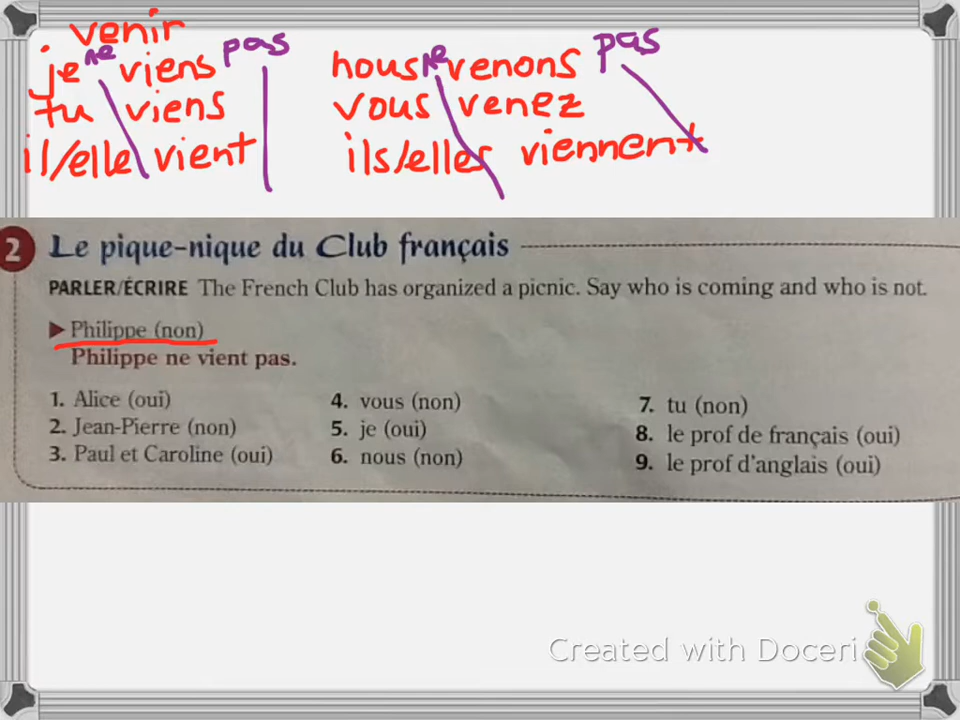 venir
je ne viens pas
tu viens
il/elle vient
nous ne venons pas
vous venez
ils/elles viennent
2 Le pique-nique du Club français
PARLER/ÉCRIRE The French Club has organized a picnic. Say who is coming and who is not.
▶ Philippe (non)
Philippe ne vient pas.
1. Alice (oui)
2. Jean-Pierre (non)
3. Paul et Caroline (oui)
4. vous (non)
5. je (oui)
6. nous (non)
7. tu (non)
8. le prof de français (oui)
9. le prof d'anglais (oui)
Created with Doceri